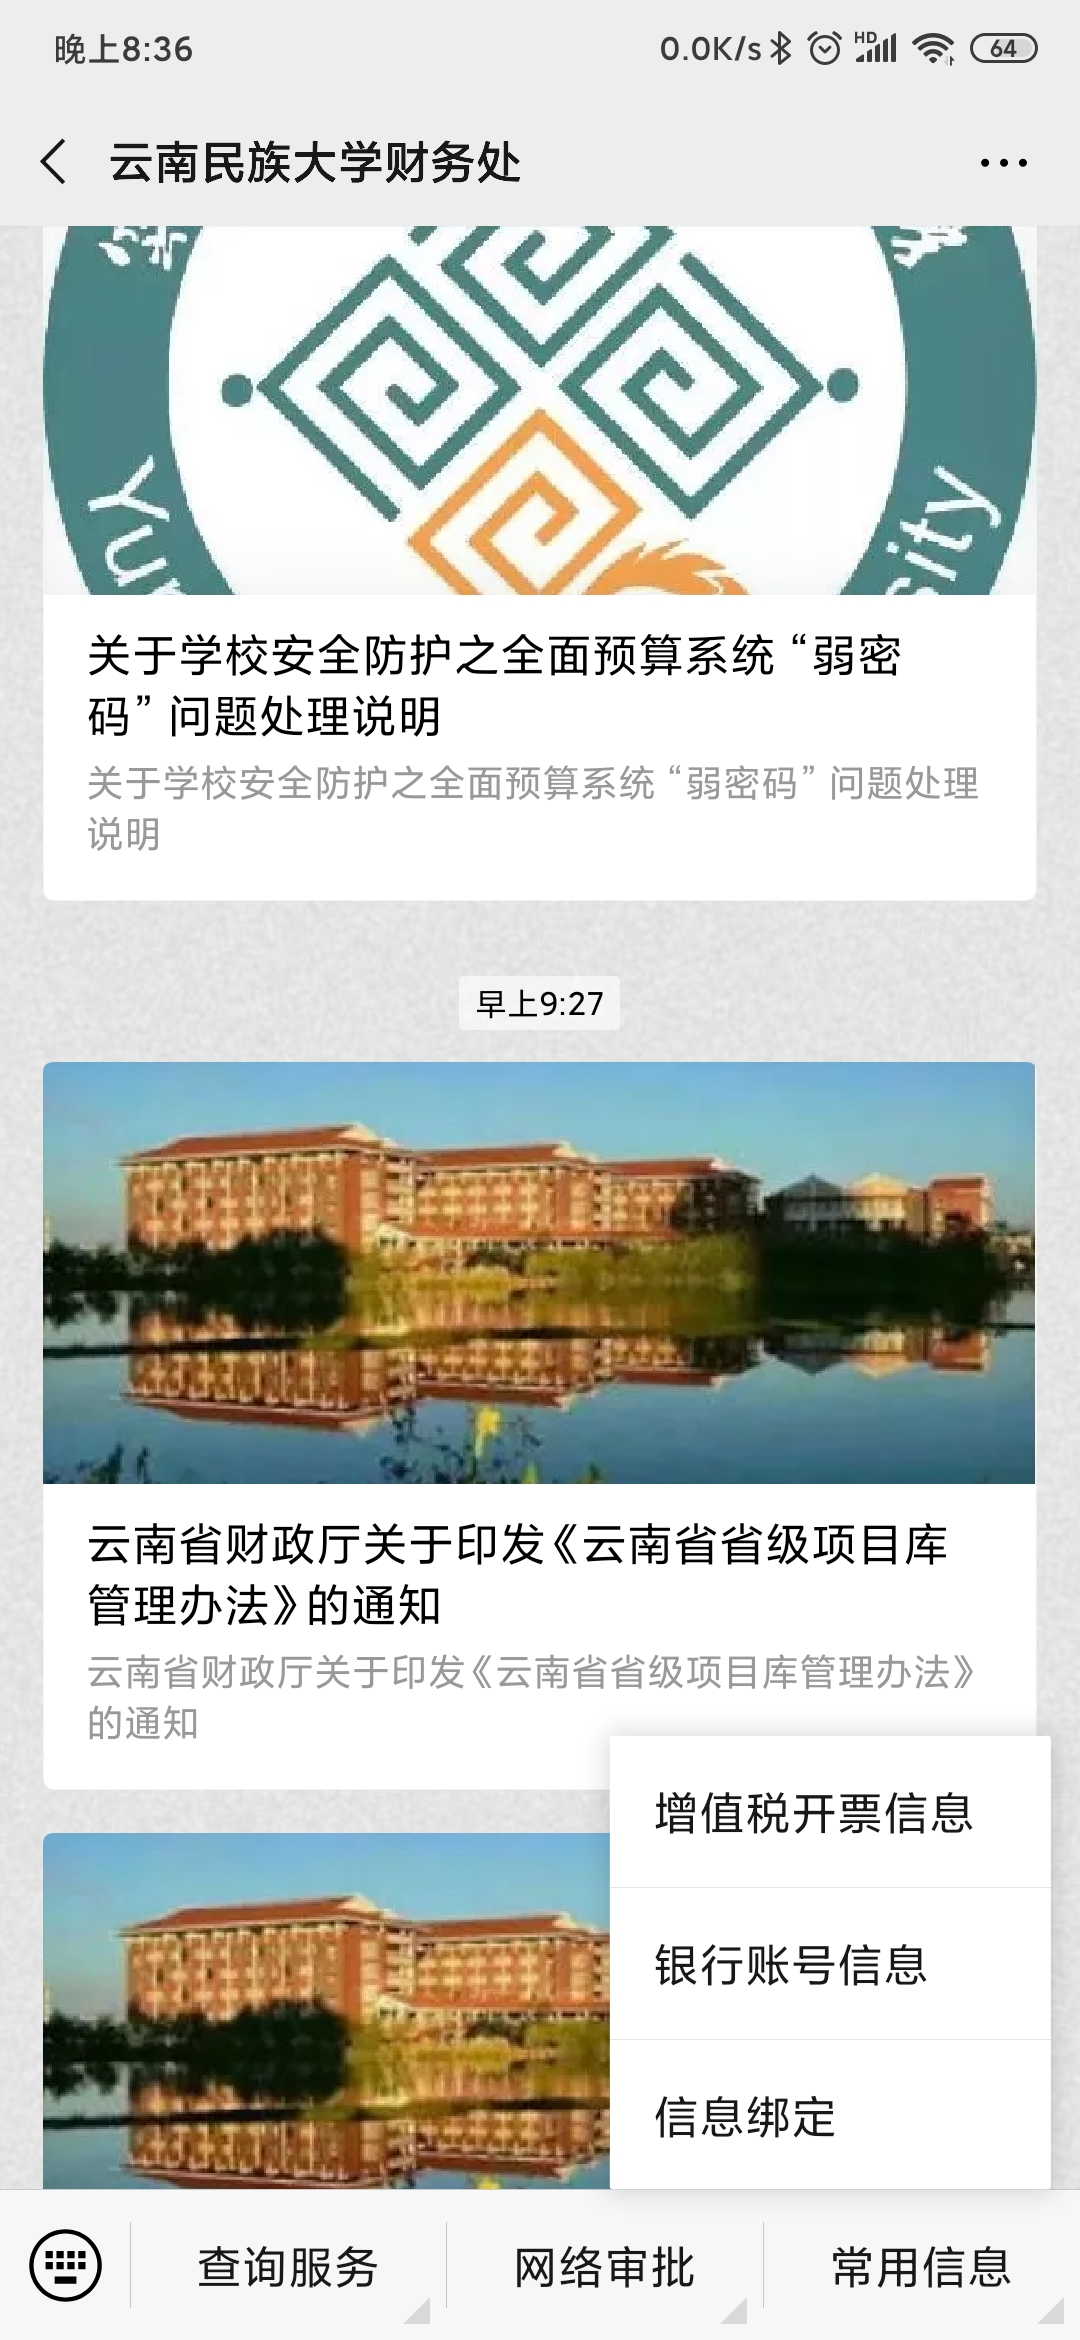 晚上8:36
0.0K/s
HD
64
云南民族大学财务处
Yun
sity
关于学校安全防护之全面预算系统“弱密
码”问题处理说明
关于学校安全防护之全面预算系统“弱密码”问题处理
说明
早上9:27
云南省财政厅关于印发《云南省省级项目库
管理办法》的通知
云南省财政厅关于印发《云南省省级项目库管理办法》
的通知
增值税开票信息
银行账号信息
信息绑定
查询服务
网络审批
常用信息